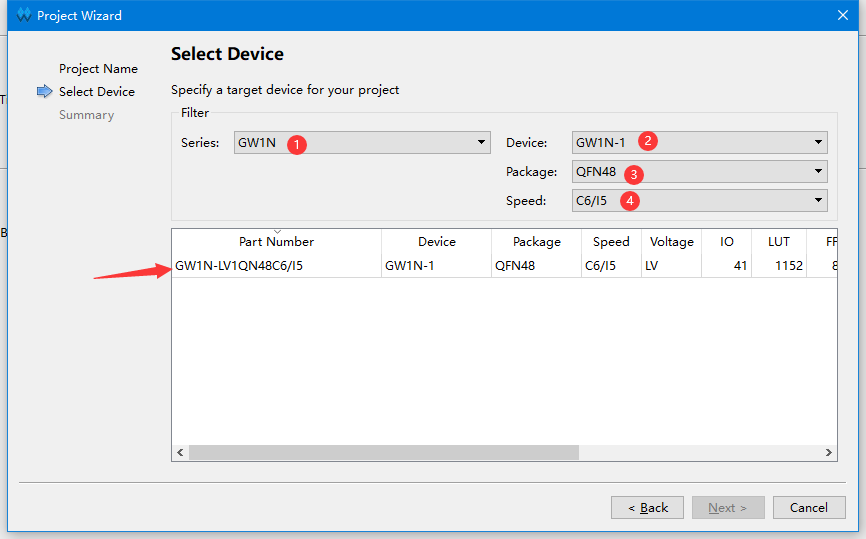 Project Wizard
Select Device
Project Name
Select Device
Summary
Specify a target device for your project
Filter
Series: GW1N 1 Device: GW1N-1 2
Package: QFN48 3
Speed: C6/I5 4
Part Number Device Package Speed Voltage IO LUT FF
GW1N-LV1QN48C6/I5 GW1N-1 QFN48 C6/I5 LV 41 1152 8
< Back Next > Cancel